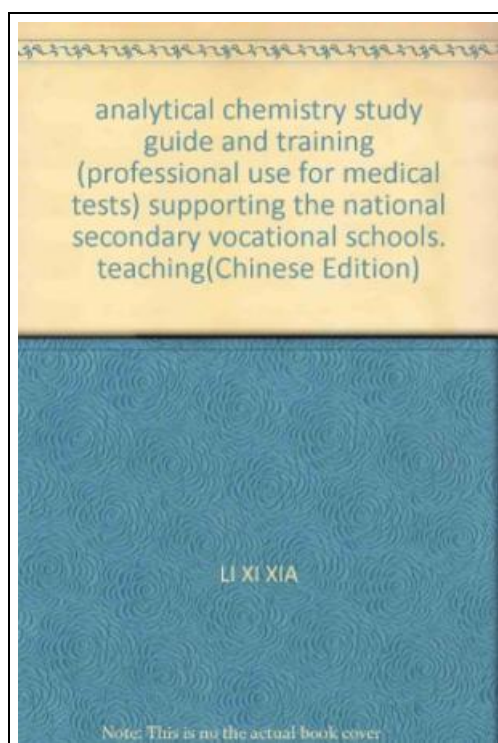 analytical chemistry study
guide and training
(professional use for medical
tests) supporting the national
secondary vocational schools.
teaching(Chinese Edition)
LI XI XIA
Note: This is no the actual book cover